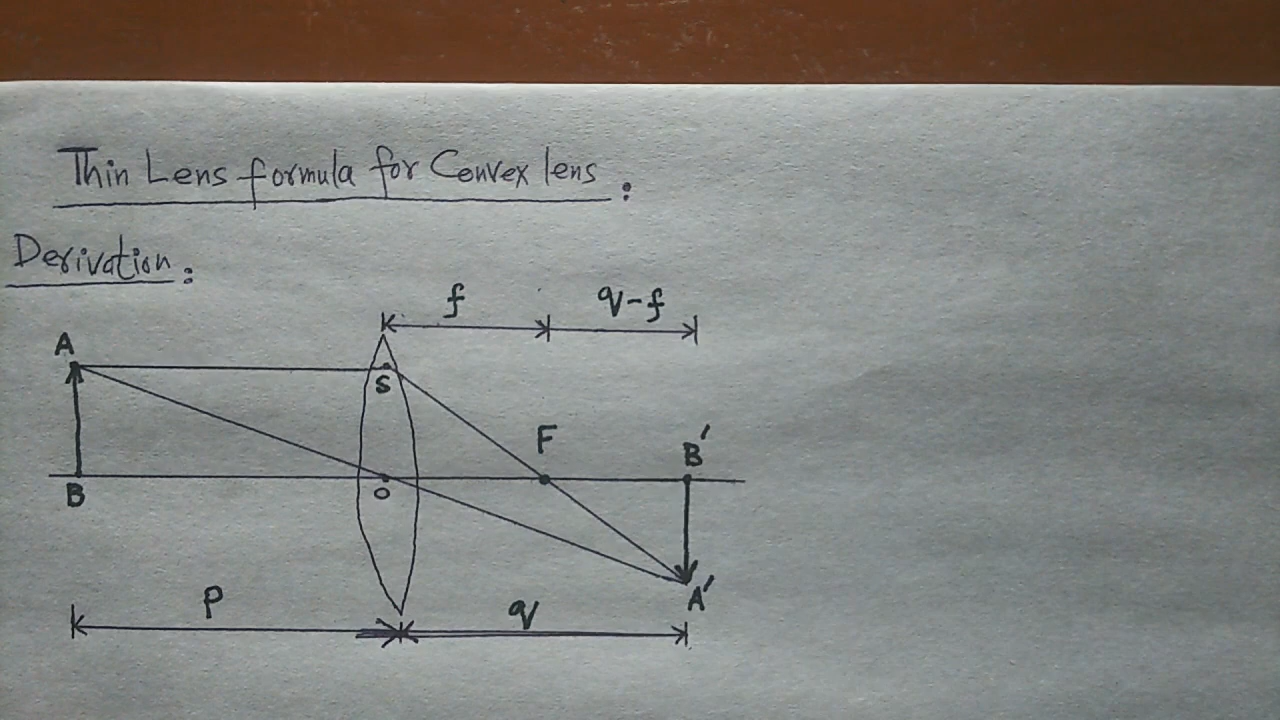 Thin Lens formula for Convex lens :
Derivation :
f q-f
A
S
F B'
B O
A'
P q